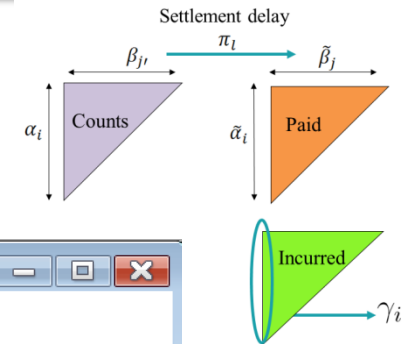 Settlement delay
π_l
β_{j′}
β̃_j
α_i
Counts
α̃_i
Paid
Incurred
γ_i